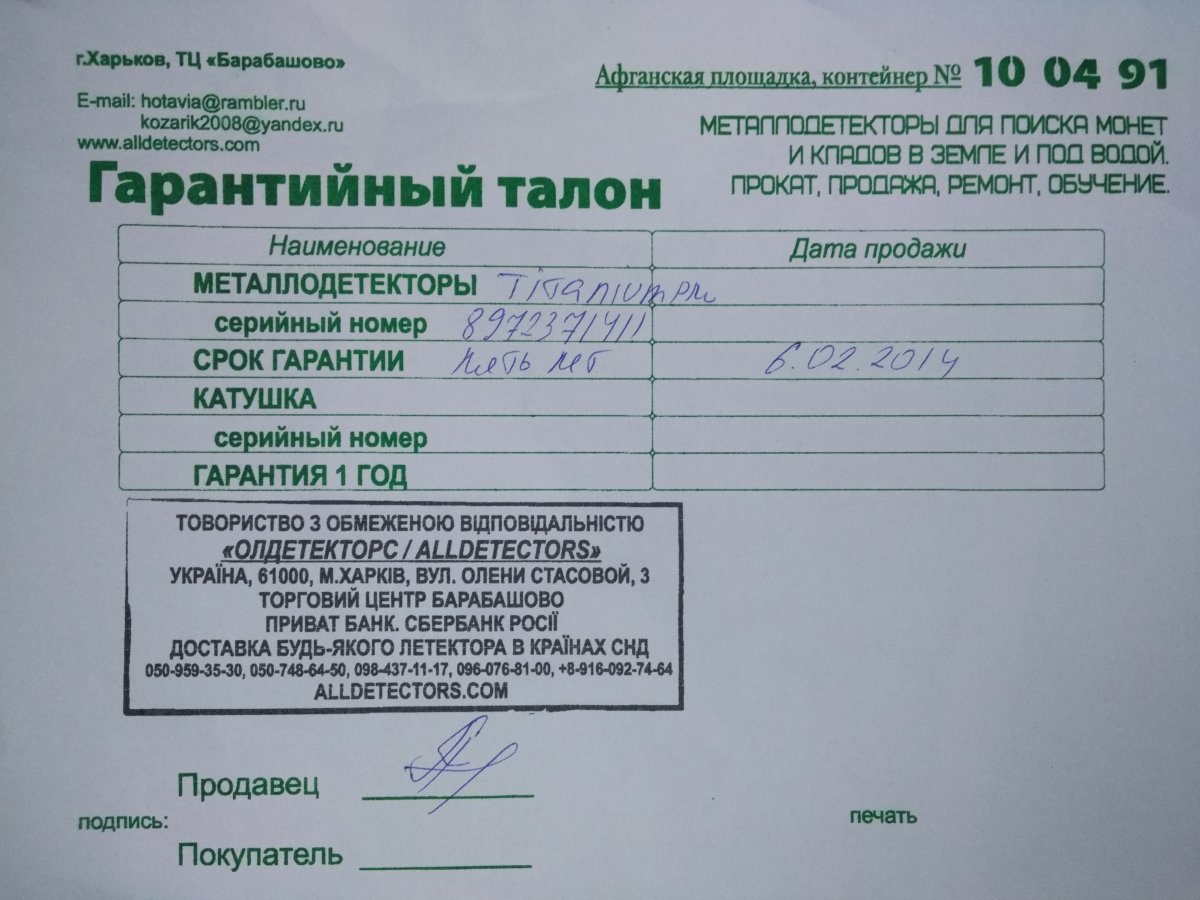 г.Харьков, ТЦ «Барабашово»
Афганская площадка, контейнер № 10 04 91
E-mail: hotavia@rambler.ru
kozarik2008@yandex.ru
www.alldetectors.com
МЕТАЛЛОДЕТЕКТОРЫ ДЛЯ ПОИСКА МОНЕТ
И КЛАДОВ В ЗЕМЛЕ И ПОД ВОДОЙ.
ПРОКАТ, ПРОДАЖА, РЕМОНТ, ОБУЧЕНИЕ.
Гарантийный талон
Наименование Дата продажи
МЕТАЛЛОДЕТЕКТОРЫ
серийный номер 8972371411
СРОК ГАРАНТИИ пять лет 6.02.2014
КАТУШКА
серийный номер
ГАРАНТИЯ 1 ГОД
ТОВОРИСТВО З ОБМЕЖЕНОЮ ВІДПОВІДАЛЬНІСТЮ
«ОЛДЕТЕКТОРС / ALLDETECTORS»
УКРАЇНА, 61000, М.ХАРКІВ, ВУЛ. ОЛЕНИ СТАСОВОЙ, 3
ТОРГОВИЙ ЦЕНТР БАРАБАШОВО
ПРИВАТ БАНК. СБЕРБАНК РОСІЇ
ДОСТАВКА БУДЬ-ЯКОГО ЛЕТЕКТОРА В КРАЇНАХ СНД
050-959-35-30, 050-748-64-50, 098-437-11-17, 096-076-81-00, +8-916-092-74-64
ALLDETECTORS.COM
Продавец
подпись:
печать
Покупатель